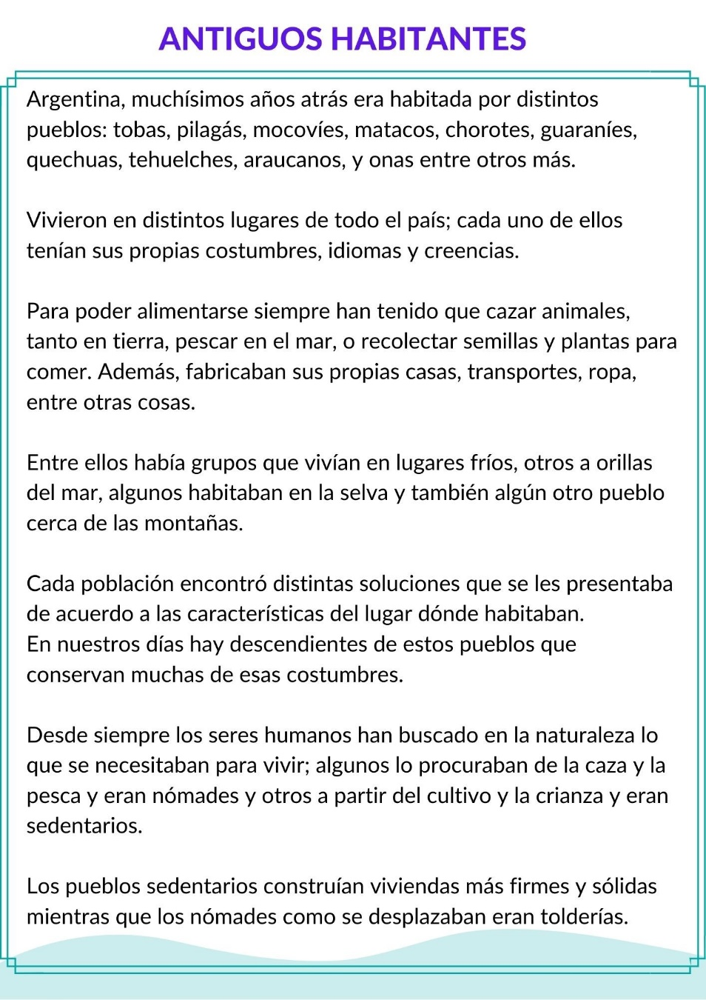 ANTIGUOS HABITANTES
Argentina, muchísimos años atrás era habitada por distintos
pueblos: tobas, pilagás, mocovíes, matacos, chorotes, guaraníes,
quechuas, tehuelches, araucanos, y onas entre otros más.
Vivieron en distintos lugares de todo el país; cada uno de ellos
tenían sus propias costumbres, idiomas y creencias.
Para poder alimentarse siempre han tenido que cazar animales,
tanto en tierra, pescar en el mar, o recolectar semillas y plantas para
comer. Además, fabricaban sus propias casas, transportes, ropa,
entre otras cosas.
Entre ellos había grupos que vivían en lugares fríos, otros a orillas
del mar, algunos habitaban en la selva y también algún otro pueblo
cerca de las montañas.
Cada población encontró distintas soluciones que se les presentaba
de acuerdo a las características del lugar dónde habitaban.
En nuestros días hay descendientes de estos pueblos que
conservan muchas de esas costumbres.
Desde siempre los seres humanos han buscado en la naturaleza lo
que se necesitaban para vivir; algunos lo procuraban de la caza y la
pesca y eran nómades y otros a partir del cultivo y la crianza y eran
sedentarios.
Los pueblos sedentarios construían viviendas más firmes y sólidas
mientras que los nómades como se desplazaban eran tolderías.